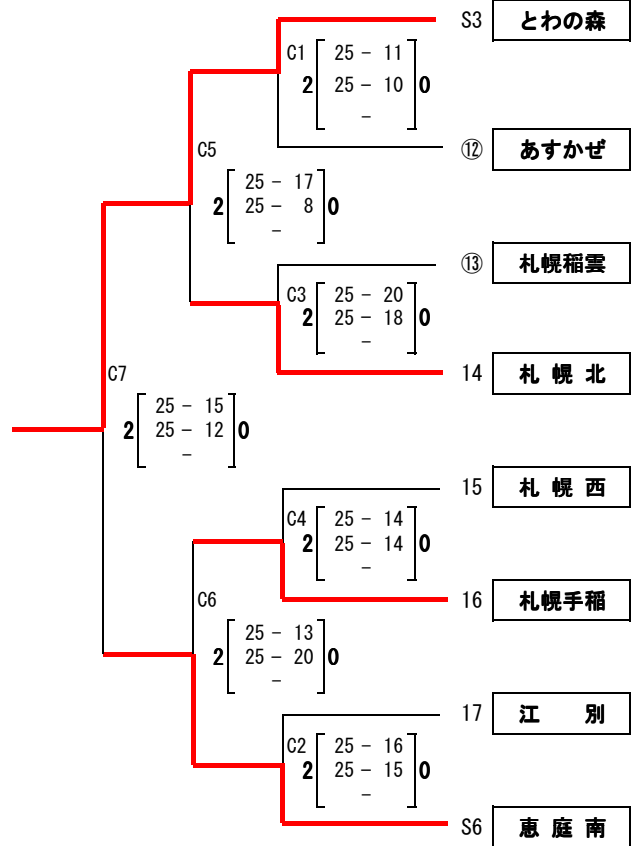 S3 とわの森
C1 25 - 11
2 25 - 10 0
-
⑫ あすかぜ
C5
25 - 17
2 25 - 8 0
-
⑬ 札幌稲雲
C3 25 - 20
2 25 - 18 0
-
14 札 幌 北
C7
25 - 15
2 25 - 12 0
-
15 札 幌 西
C4 25 - 14
2 25 - 14 0
-
16 札幌手稲
C6
25 - 13
2 25 - 20 0
-
17 江 別
C2 25 - 16
2 25 - 15 0
-
S6 恵 庭 南